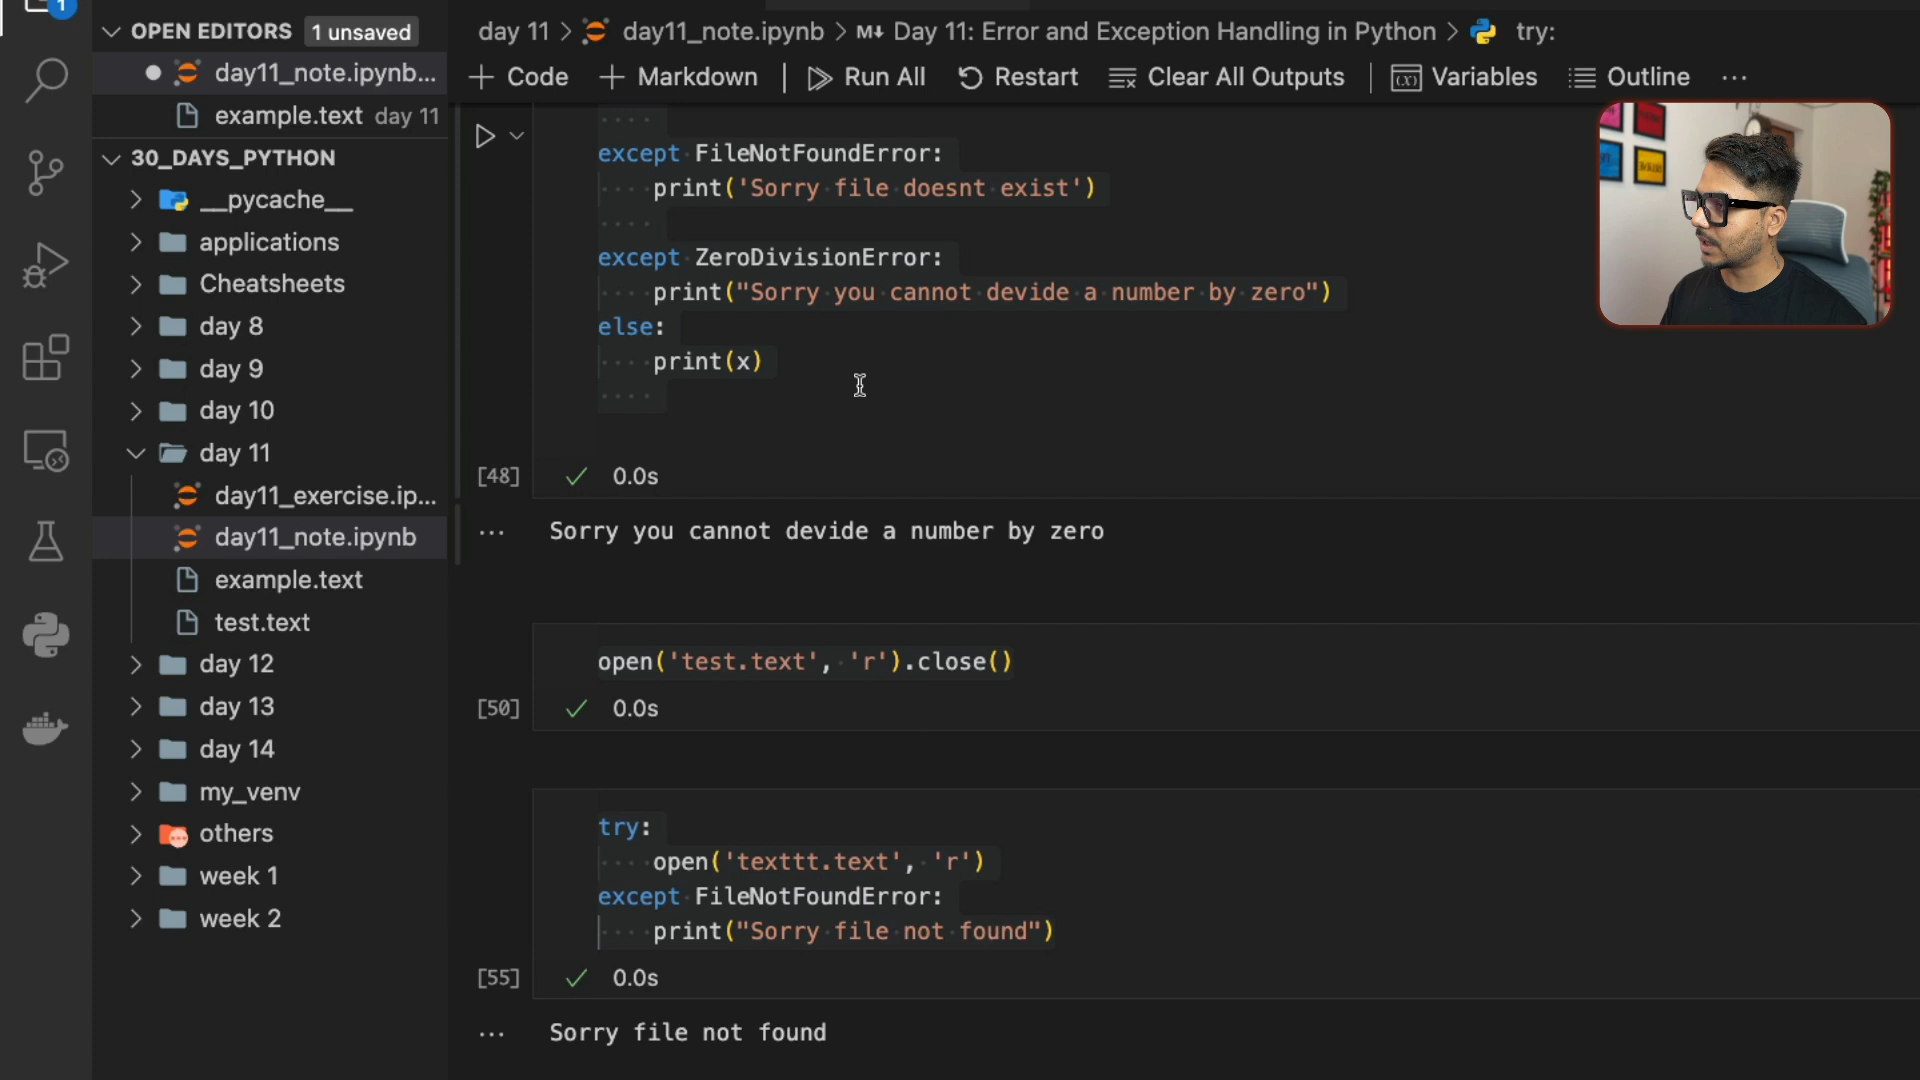 1
OPEN EDITORS 1 unsaved
day11_note.ipynb...
example.text day 11
30_DAYS_PYTHON
__pycache__
applications
Cheatsheets
day 8
day 9
day 10
day 11
day11_exercise.ip...
day11_note.ipynb
example.text
test.text
day 12
day 13
day 14
my_venv
others
week 1
week 2
day 11 > day11_note.ipynb > M↓ Day 11: Error and Exception Handling in Python > try:
+ Code + Markdown | Run All Restart Clear All Outputs | Variables Outline ...
except FileNotFoundError:
print('Sorry file doesnt exist')
except ZeroDivisionError:
print("Sorry you cannot devide a number by zero")
else:
print(x)
[48] ✓ 0.0s
... Sorry you cannot devide a number by zero
open('test.text', 'r').close()
[50] ✓ 0.0s
try:
open('texttt.text', 'r')
except FileNotFoundError:
print("Sorry file not found")
[55] ✓ 0.0s
... Sorry file not found